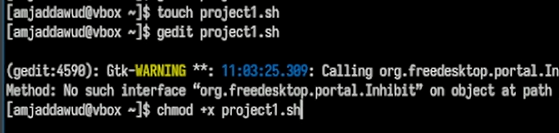 [amjaddawud@vbox ~]$ touch project1.sh
[amjaddawud@vbox ~]$ gedit project1.sh
(gedit:4590): Gtk-WARNING **: 11:03:25.309: Calling org.freedesktop.portal.In
Method: No such interface “org.freedesktop.portal.Inhibit” on object at path
[amjaddawud@vbox ~]$ chmod +x project1.sh